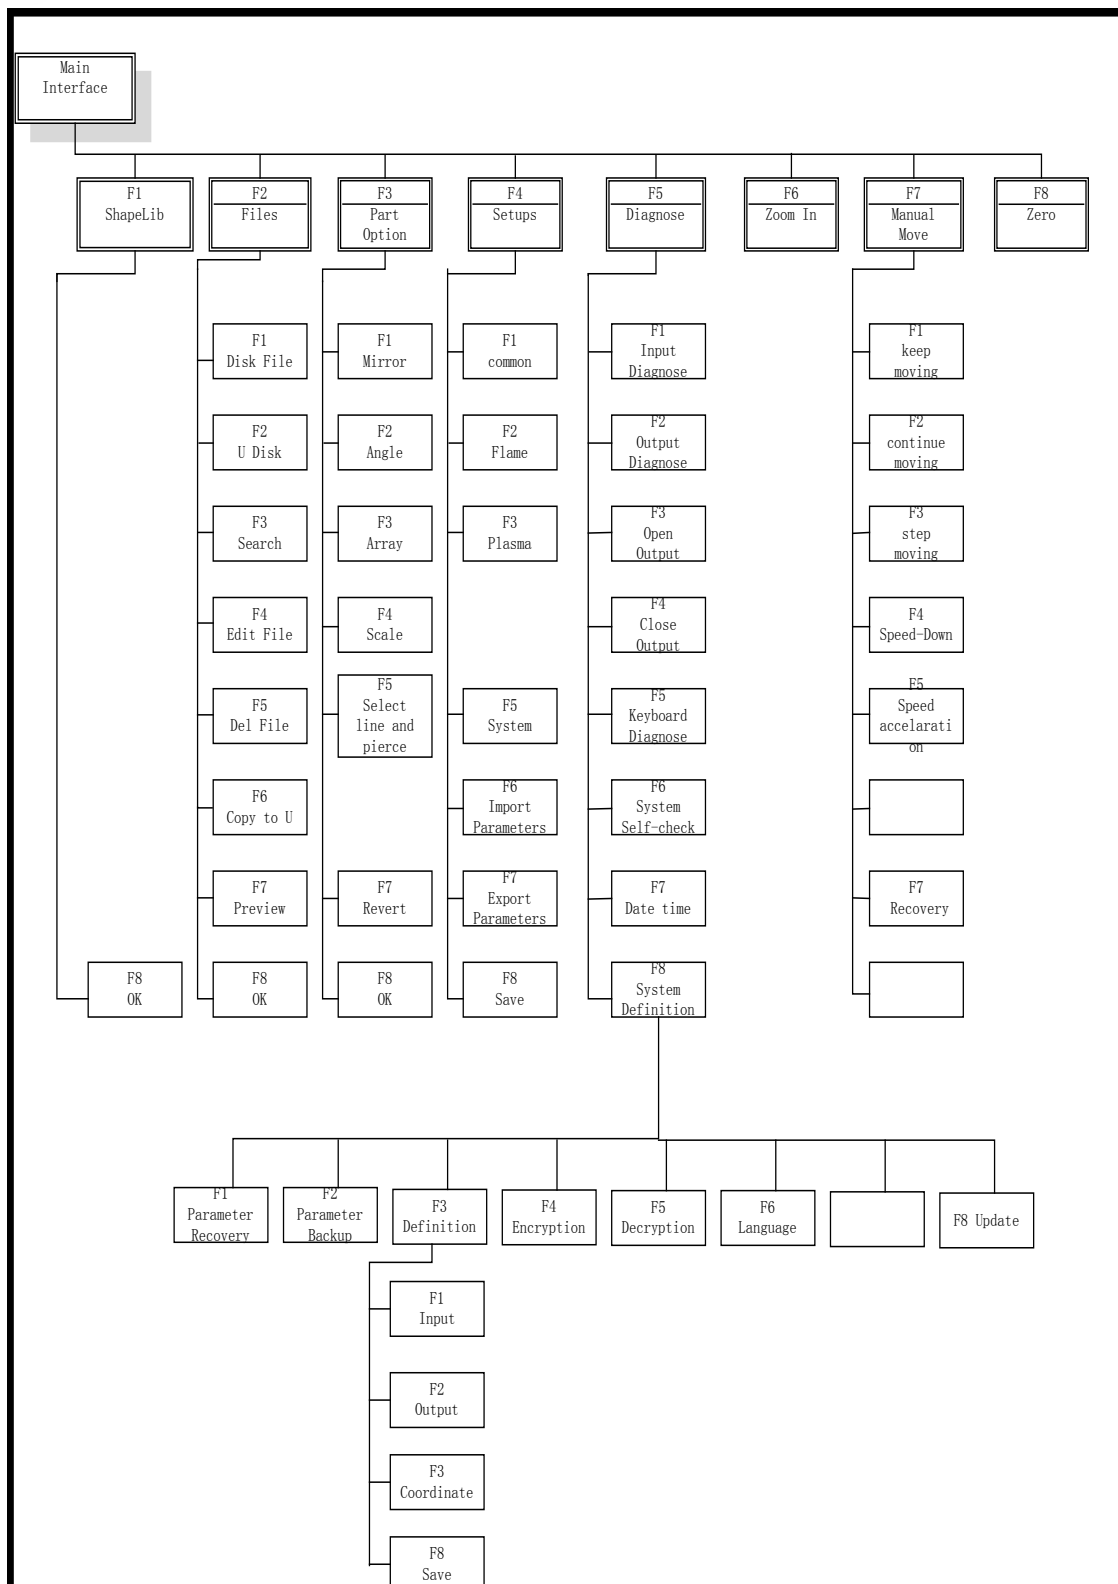 Main
Interface
F1
ShapeLib
F2
Files
F3
Part
Option
F4
Setups
F5
Diagnose
F6
Zoom In
F7
Manual
Move
F8
Zero
F1
Disk File
F1
Mirror
F1
common
F1
Input
Diagnose
F1
keep
moving
F2
U Disk
F2
Angle
F2
Flame
F2
Output
Diagnose
F2
continue
moving
F3
Search
F3
Array
F3
Plasma
F3
Open
Output
F3
step
moving
F4
Edit File
F4
Scale
F4
Close
Output
F4
Speed-Down
F5
Del File
F5
Select
line and
pierce
F5
System
F5
Keyboard
Diagnose
F5
Speed
accelarati
on
F6
Copy to U
F6
Import
Parameters
F6
System
Self-check
F7
Preview
F7
Revert
F7
Export
Parameters
F7
Date time
F7
Recovery
F8
OK
F8
OK
F8
OK
F8
Save
F8
System
Definition
F1
Parameter
Recovery
F2
Parameter
Backup
F3
Definition
F4
Encryption
F5
Decryption
F6
Language
F8 Update
F1
Input
F2
Output
F3
Coordinate
F8
Save